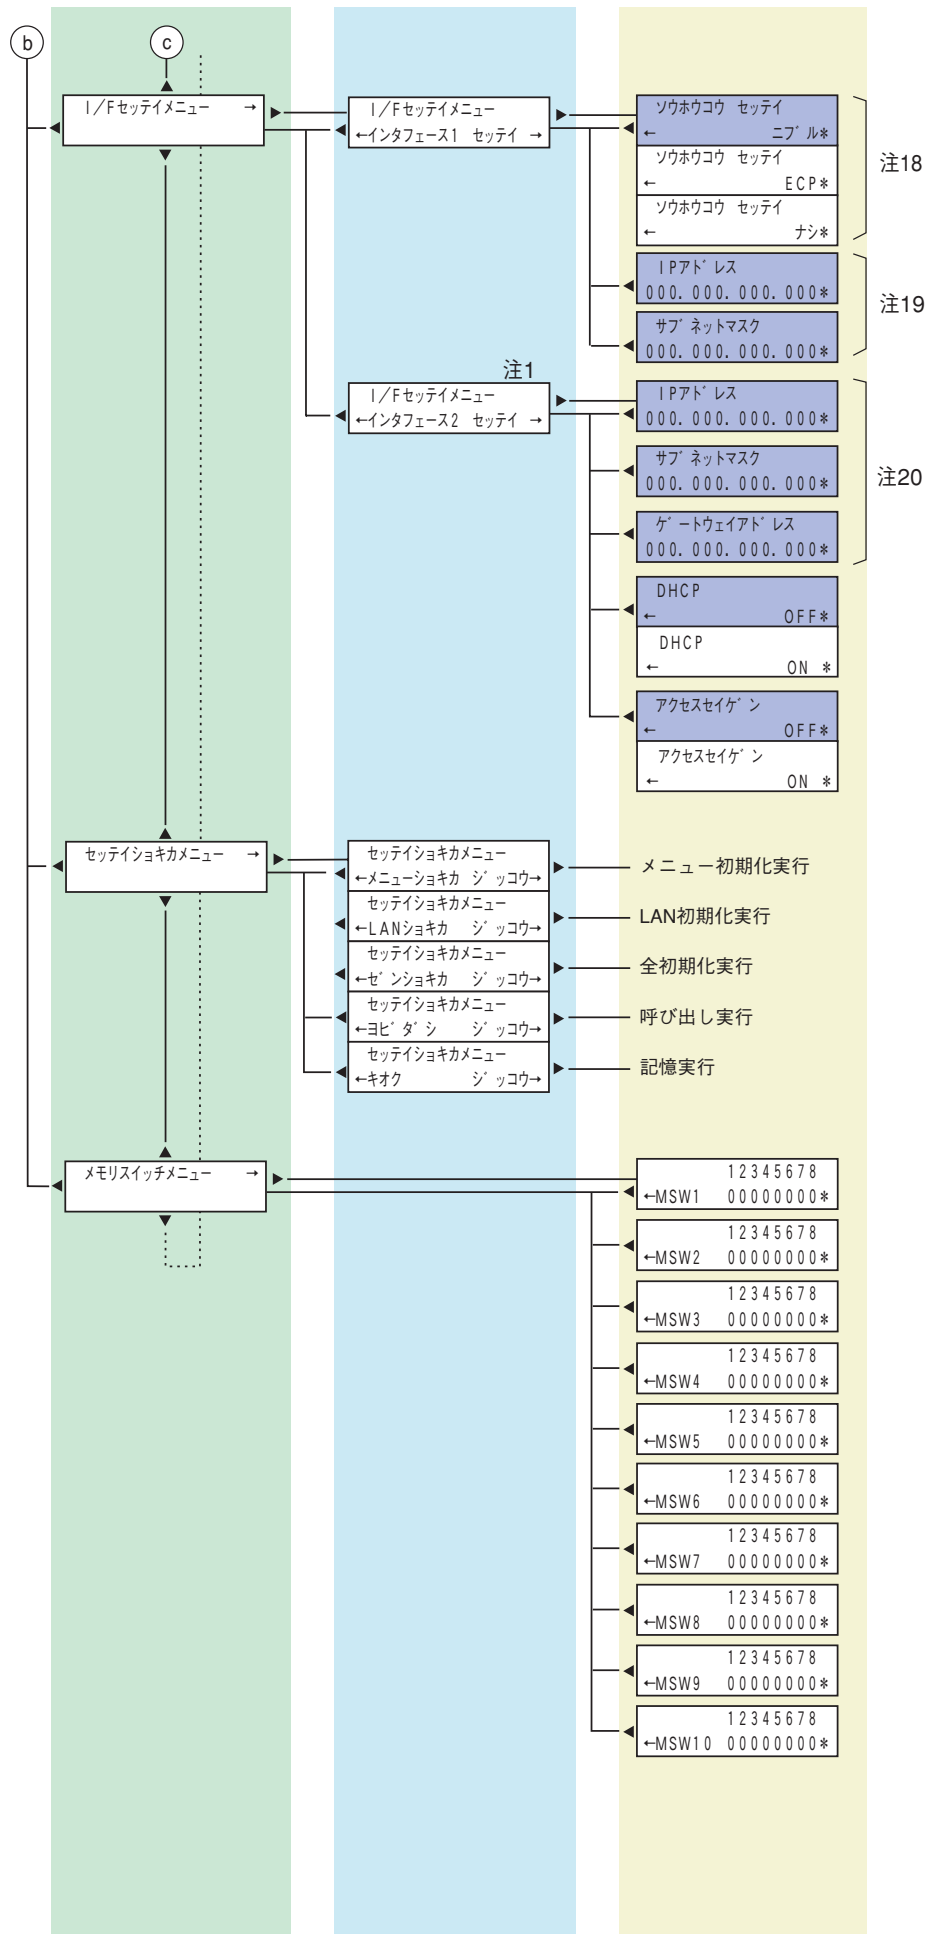 b
c
I/Fセッテイメニュー →
I/Fセッテイメニュー
←インタフェース1 セッテイ →
ソウホウコウ セッテイ
← ニブル*
ソウホウコウ セッテイ
← ECP*
ソウホウコウ セッテイ
← ナシ*
注18
IPアドレス
000.000.000.000*
サブネットマスク
000.000.000.000*
注19
注1
I/Fセッテイメニュー
←インタフェース2 セッテイ →
IPアドレス
000.000.000.000*
サブネットマスク
000.000.000.000*
ゲートウェイアドレス
000.000.000.000*
注20
DHCP
← OFF*
DHCP
← ON *
アクセスセイゲン
← OFF*
アクセスセイゲン
← ON *
セッテイショキカメニュー →
セッテイショキカメニュー
←メニューショキカ ジッコウ→
メニュー初期化実行
セッテイショキカメニュー
←LANショキカ ジッコウ→
LAN初期化実行
セッテイショキカメニュー
←ゼンショキカ ジッコウ→
全初期化実行
セッテイショキカメニュー
←ヨビダシ ジッコウ→
呼び出し実行
セッテイショキカメニュー
←キオク ジッコウ→
記憶実行
メモリスイッチメニュー →
12345678
←MSW1 00000000*
12345678
←MSW2 00000000*
12345678
←MSW3 00000000*
12345678
←MSW4 00000000*
12345678
←MSW5 00000000*
12345678
←MSW6 00000000*
12345678
←MSW7 00000000*
12345678
←MSW8 00000000*
12345678
←MSW9 00000000*
12345678
←MSW10 00000000*